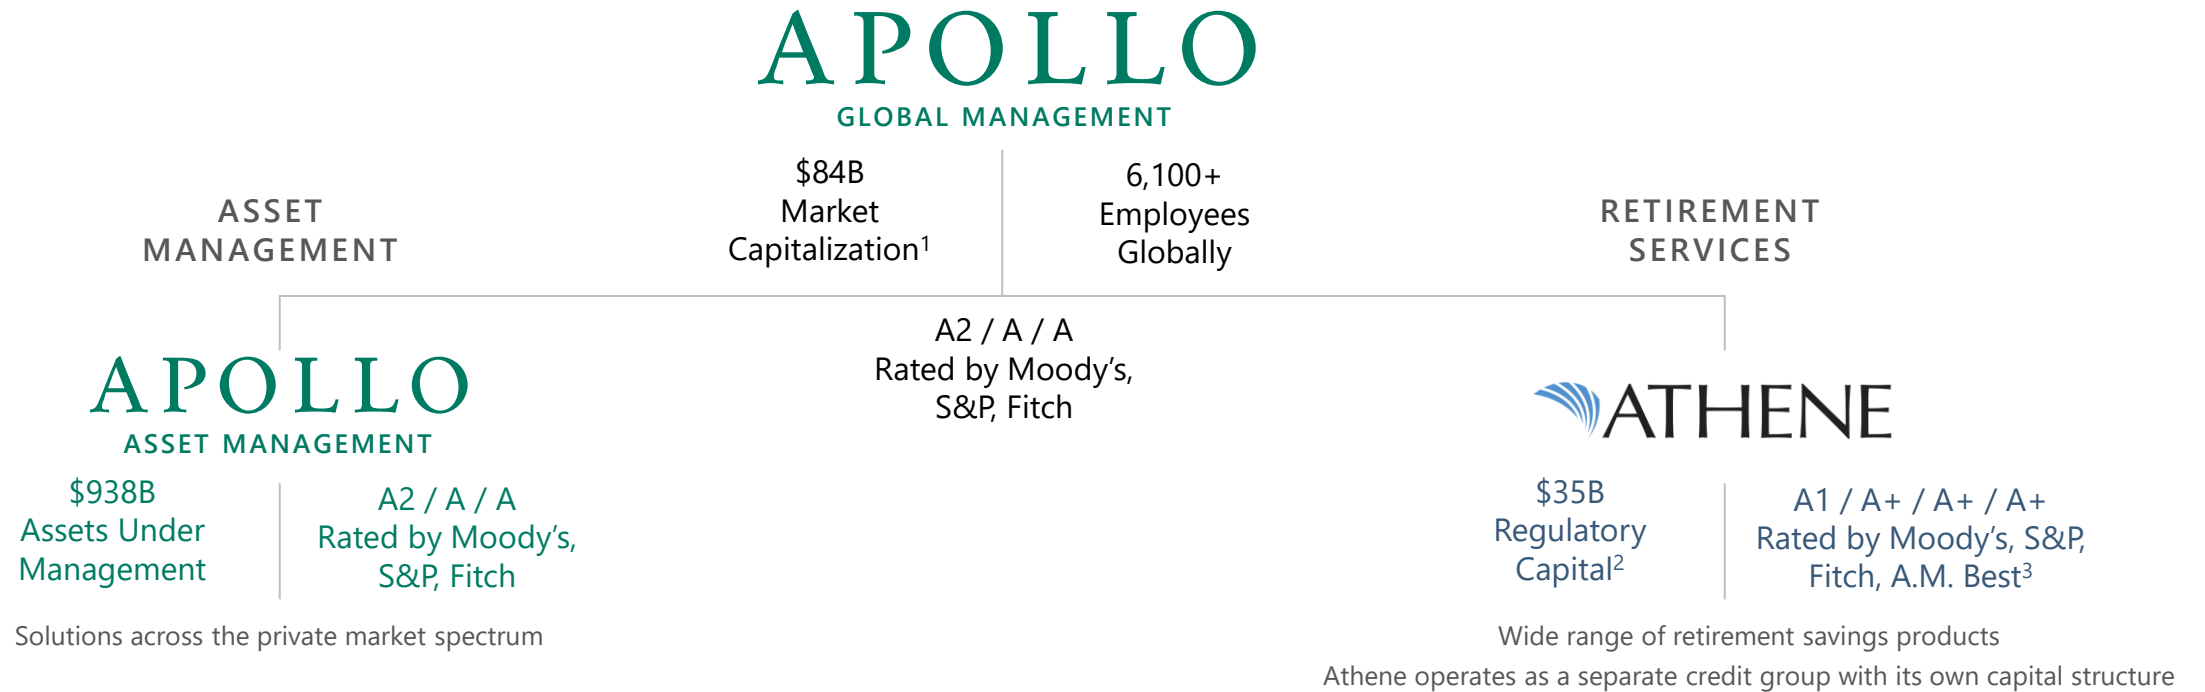 APOLLO
GLOBAL MANAGEMENT
$84B
Market
Capitalization¹
6,100+
Employees
Globally
ASSET
MANAGEMENT
RETIREMENT
SERVICES
A2 / A / A
Rated by Moody’s,
S&P, Fitch
APOLLO
ASSET MANAGEMENT
$938B
Assets Under
Management
A2 / A / A
Rated by Moody’s,
S&P, Fitch
Solutions across the private market spectrum
ATHENE
$35B
Regulatory
Capital²
A1 / A+ / A+ / A+
Rated by Moody’s, S&P,
Fitch, A.M. Best³
Wide range of retirement savings products
Athene operates as a separate credit group with its own capital structure